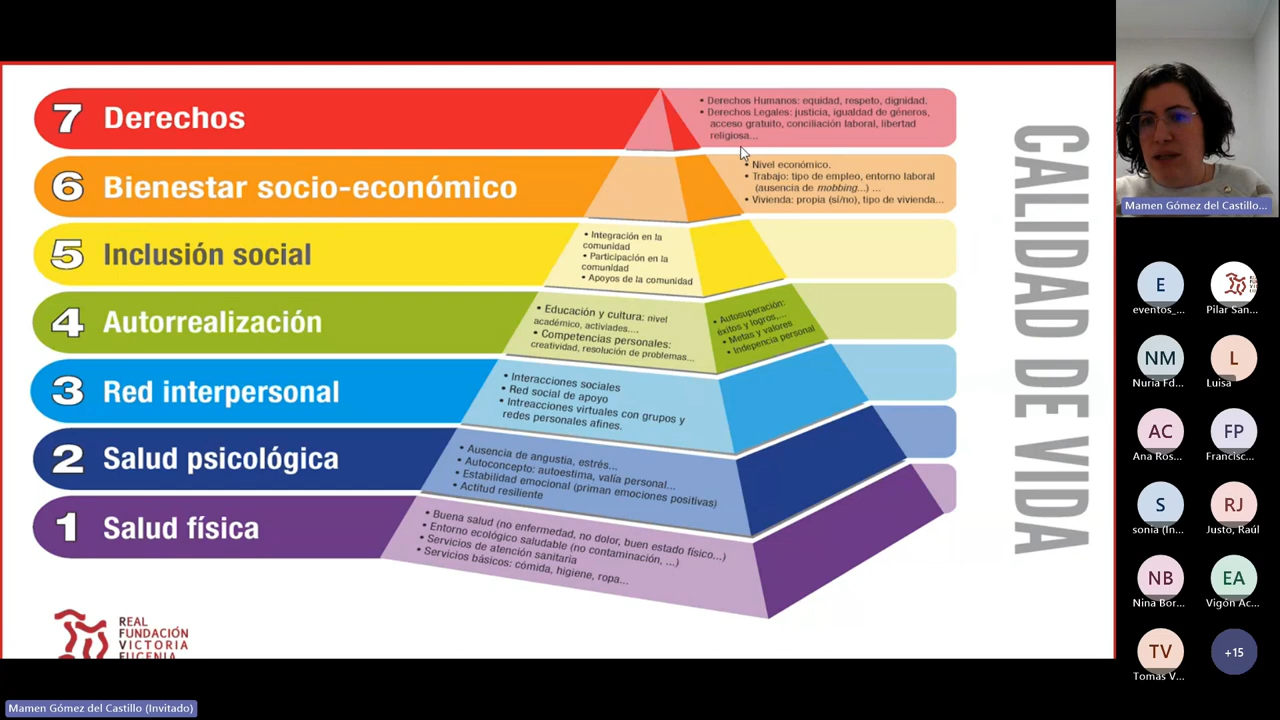 7 Derechos
• Derechos Humanos: equidad, respeto, dignidad.
• Derechos Legales: justicia, igualdad de géneros,
acceso gratuito, conciliación laboral, libertad
religiosa...
6 Bienestar socio-económico
• Nivel económico.
• Trabajo: tipo de empleo, entorno laboral
(ausencia de mobbing...) ...
• Vivienda: propia (sí/no), tipo de vivienda...
5 Inclusión social
• Integración en la
comunidad
• Participación en la
comunidad
• Apoyos de la comunidad
4 Autorrealización
• Educación y cultura: nivel
académico, activiades....
• Competencias personales:
creatividad, resolución de problemas...
• Autosuperación:
éxitos y logros,...
• Metas y valores
• Indepencia personal
3 Red interpersonal
• Interacciones sociales
• Red social de apoyo
• Intreacciones virtuales con grupos y
redes personales afines.
2 Salud psicológica
• Ausencia de angustia, estrés...
• Autoconcepto: autoestima, valía personal...
• Estabilidad emocional (priman emociones positivas)
• Actitud resiliente
1 Salud física
• Buena salud (no enfermedad, no dolor, buen estado físico...)
• Entorno ecológico saludable (no contaminación, ...)
• Servicios de atención sanitaria
• Servicios básicos: cómida, higiene, ropa...
CALIDAD DE VIDA
REAL
FUNDACIÓN
VICTORIA
EUGENIA
Mamen Gómez del Castillo (Invitado)
Mamen Gómez del Castillo...
E
eventos_...
Pilar San...
NM
Nuria Fd...
L
Luisa
AC
Ana Ros...
FP
Francisc...
S
sonia (In...
RJ
Justo, Raúl
NB
Nina Bor...
EA
Vigón Ac...
TV
Tomas V...
+15